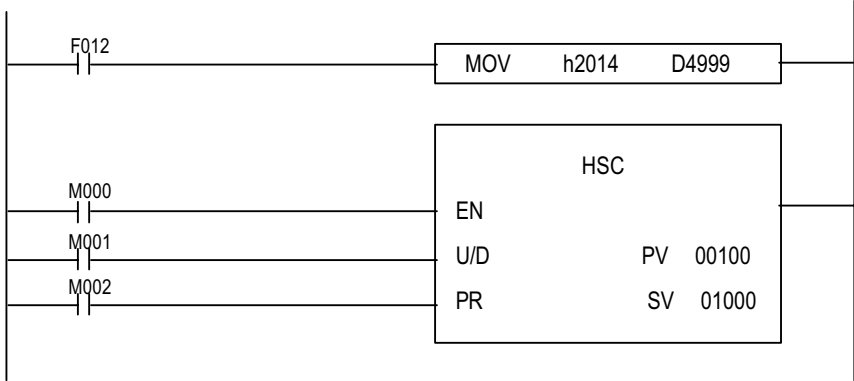 F012
MOV h2014 D4999
HSC
M000
EN
M001
U/D PV 00100
M002
PR SV 01000